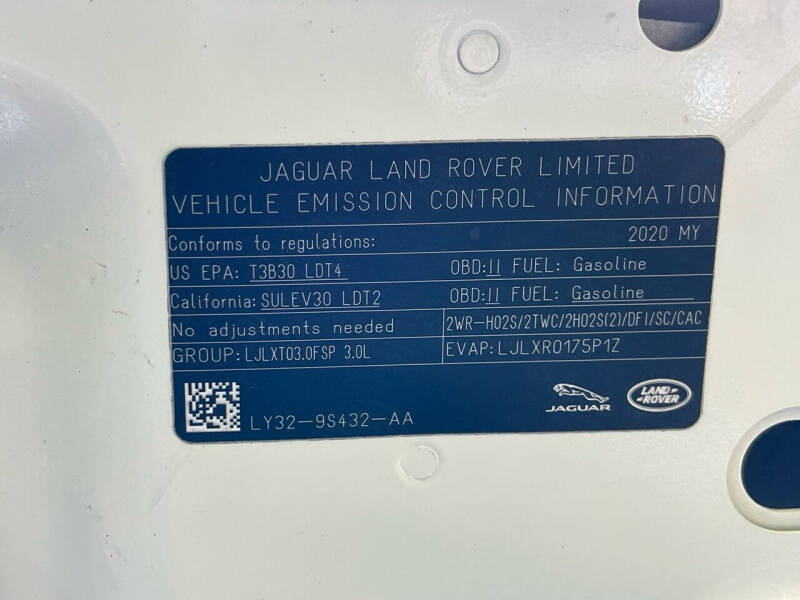 JAGUAR LAND ROVER LIMITED
VEHICLE EMISSION CONTROL INFORMATION
Conforms to regulations: 2020 MY
US EPA: T3B30 LDT4 OBD:II FUEL: Gasoline
California: SULEV30 LDT2 OBD:II FUEL: Gasoline
No adjustments needed 2WR-HO2S/2TWC/2HO2S(2)/DFI/SC/CAC
GROUP: LJLXT03.0FSP 3.0L EVAP: LJLXR0175P1Z
LY32-9S432-AA
JAGUAR
LAND-
ROVER